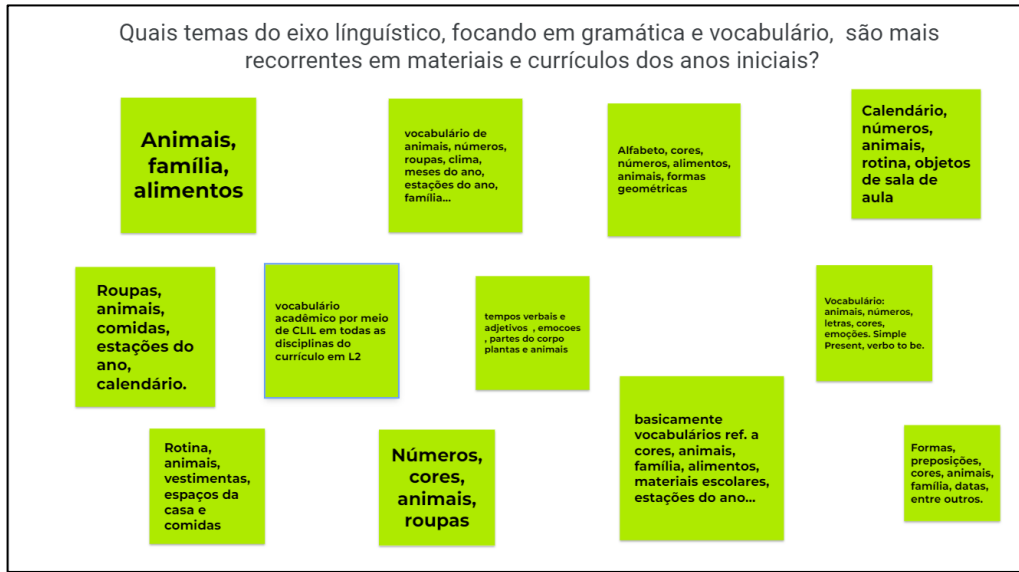 Quais temas do eixo línguístico, focando em gramática e vocabulário, são mais
recorrentes em materiais e currículos dos anos iniciais?
Animais,
família,
alimentos
vocabulário de
animais, números,
roupas, clima,
meses do ano,
estações do ano,
família...
Alfabeto, cores,
números, alimentos,
animais, formas
geométricas
Calendário,
números,
animais,
rotina, objetos
de sala de
aula
Roupas,
animais,
comidas,
estações do
ano,
calendário.
vocabulário
acadêmico por meio
de CLIL em todas as
disciplinas do
currículo em L2
tempos verbais e
adjetivos , emocoes
, partes do corpo
plantas e animais
Vocabulário:
animais, números,
letras, cores,
emoções. Simple
Present, verbo to be.
Rotina,
animais,
vestimentas,
espaços da
casa e
comidas
Números,
cores,
animais,
roupas
basicamente
vocabulários ref. a
cores, animais,
família, alimentos,
materiais escolares,
estações do ano...
Formas,
preposições,
cores, animais,
família, datas,
entre outros.